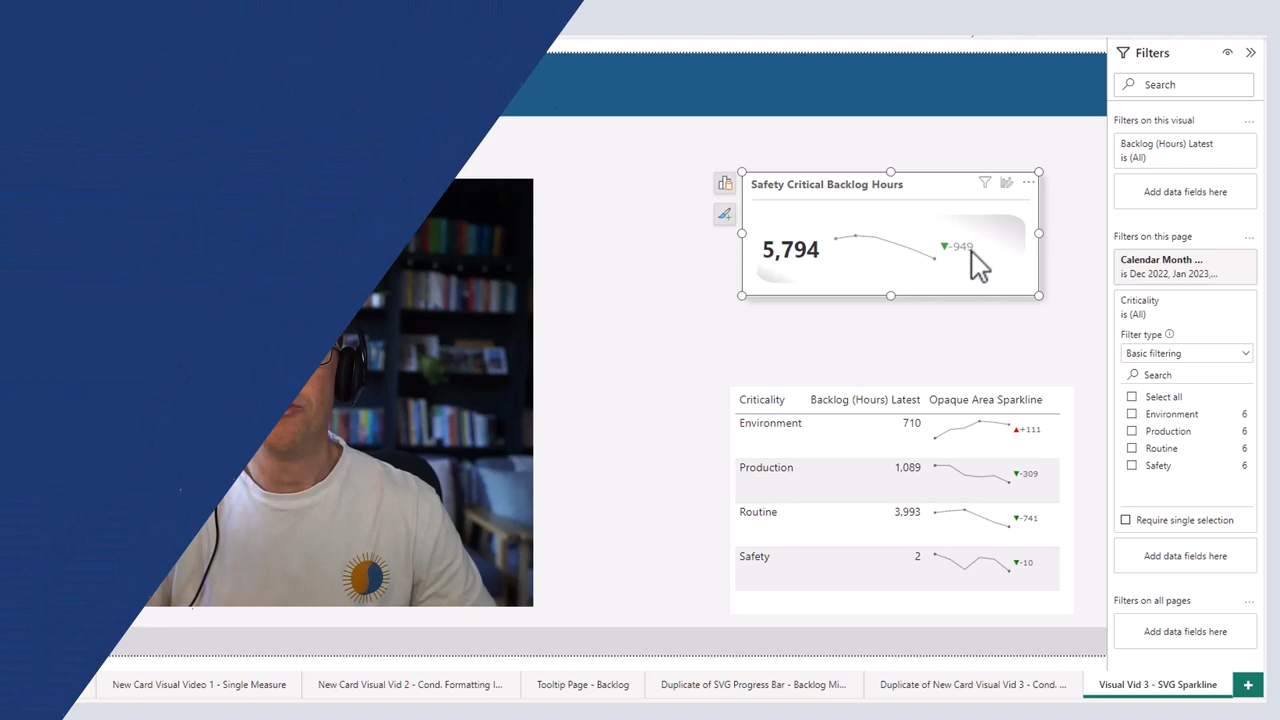 Safety Critical Backlog Hours
5,794
▼-949
Criticality Backlog (Hours) Latest Opaque Area Sparkline
Environment 710 ▲+111
Production 1,089 ▼-309
Routine 3,993 ▼-741
Safety 2 ▼-10
Filters
Search
Filters on this visual ...
Backlog (Hours) Latest
is (All)
Add data fields here
Filters on this page ...
Calendar Month ...
is Dec 2022, Jan 2023,...
Criticality
is (All)
Filter type
Basic filtering
Search
Select all
Environment 6
Production 6
Routine 6
Safety 6
Require single selection
Add data fields here
Filters on all pages ...
Add data fields here
New Card Visual Video 1 - Single Measure New Card Visual Vid 2 - Cond. Formatting I... Tooltip Page - Backlog Duplicate of SVG Progress Bar - Backlog Mi... Duplicate of New Card Visual Vid 3 - Cond. ... Visual Vid 3 - SVG Sparkline +